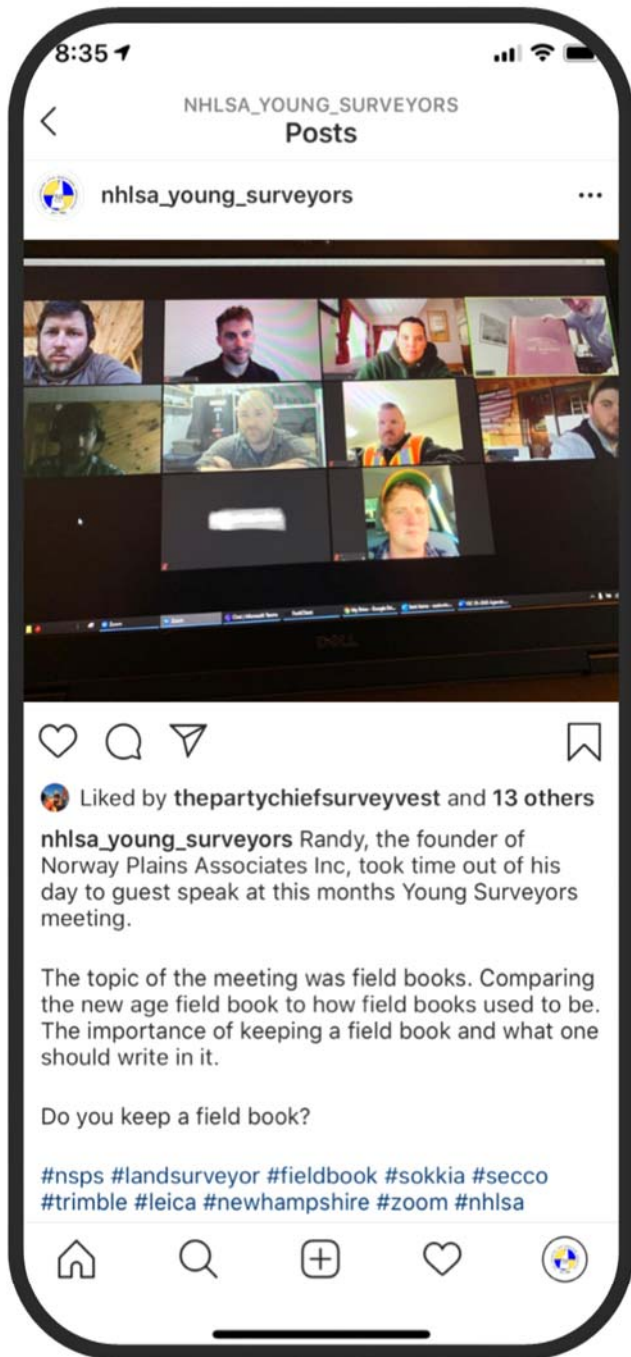 8:35
NHLSA_YOUNG_SURVEYORS
Posts
nhlsa_young_surveyors
DELL
Liked by thepartychiefsurveyvest and 13 others
nhlsa_young_surveyors Randy, the founder of
Norway Plains Associates Inc, took time out of his
day to guest speak at this months Young Surveyors
meeting.
The topic of the meeting was field books. Comparing
the new age field book to how field books used to be.
The importance of keeping a field book and what one
should write in it.
Do you keep a field book?
#nsps #landsurveyor #fieldbook #sokkia #secco
#trimble #leica #newhampshire #zoom #nhlsa